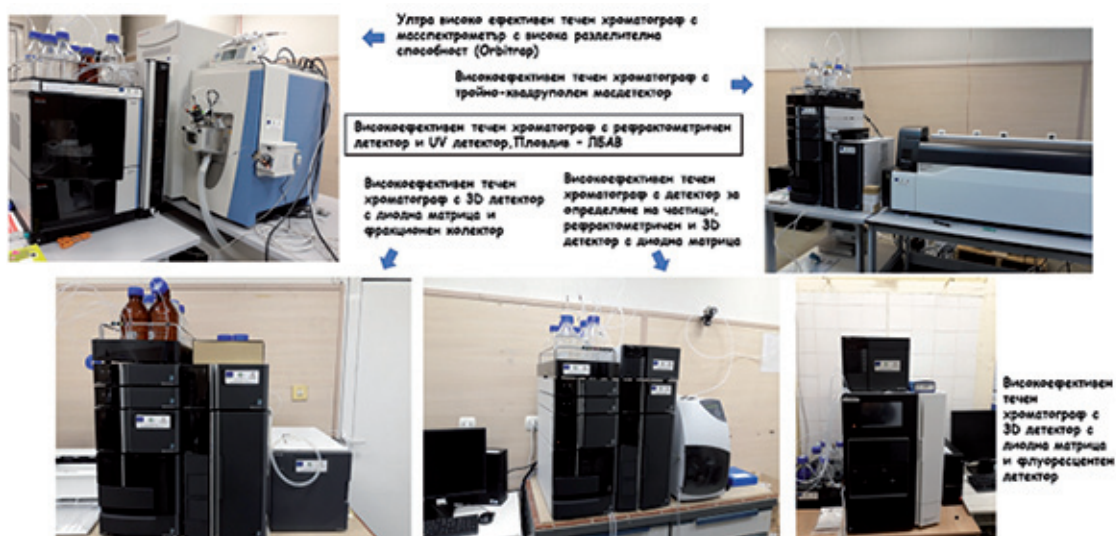 Ултра високо ефективен течен хроматограф с
масспектрометър с висока разделителна
способност (Orbitrap)
Високоефективен течен хроматограф с
тройно-квадруполен масдетектор
Високоефективен течен хроматограф с рефрактометричен
детектор и UV детектор,Пловдив - ЛБАВ
Високоефективен течен
хроматограф с 3D детектор
с диодна матрица и
фракционен колектор
Високоефективен течен
хроматограф с детектор за
определяне на частици,
рефрактометричен и 3D
детектор с диодна матрица
Високоефективен
течен
хроматограф с
3D детектор с
диодна матрица
и флуоресцентен
детектор